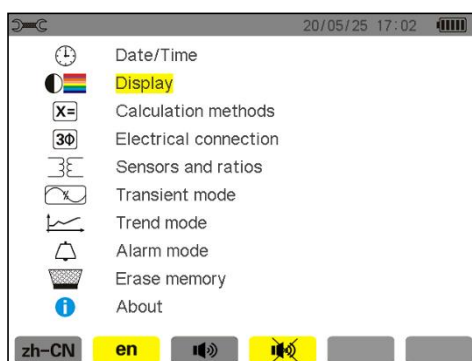 20/05/25 17:02
Date/Time
Display
X= Calculation methods
3Φ Electrical connection
Sensors and ratios
Transient mode
Trend mode
Alarm mode
Erase memory
i About
zh-CN en